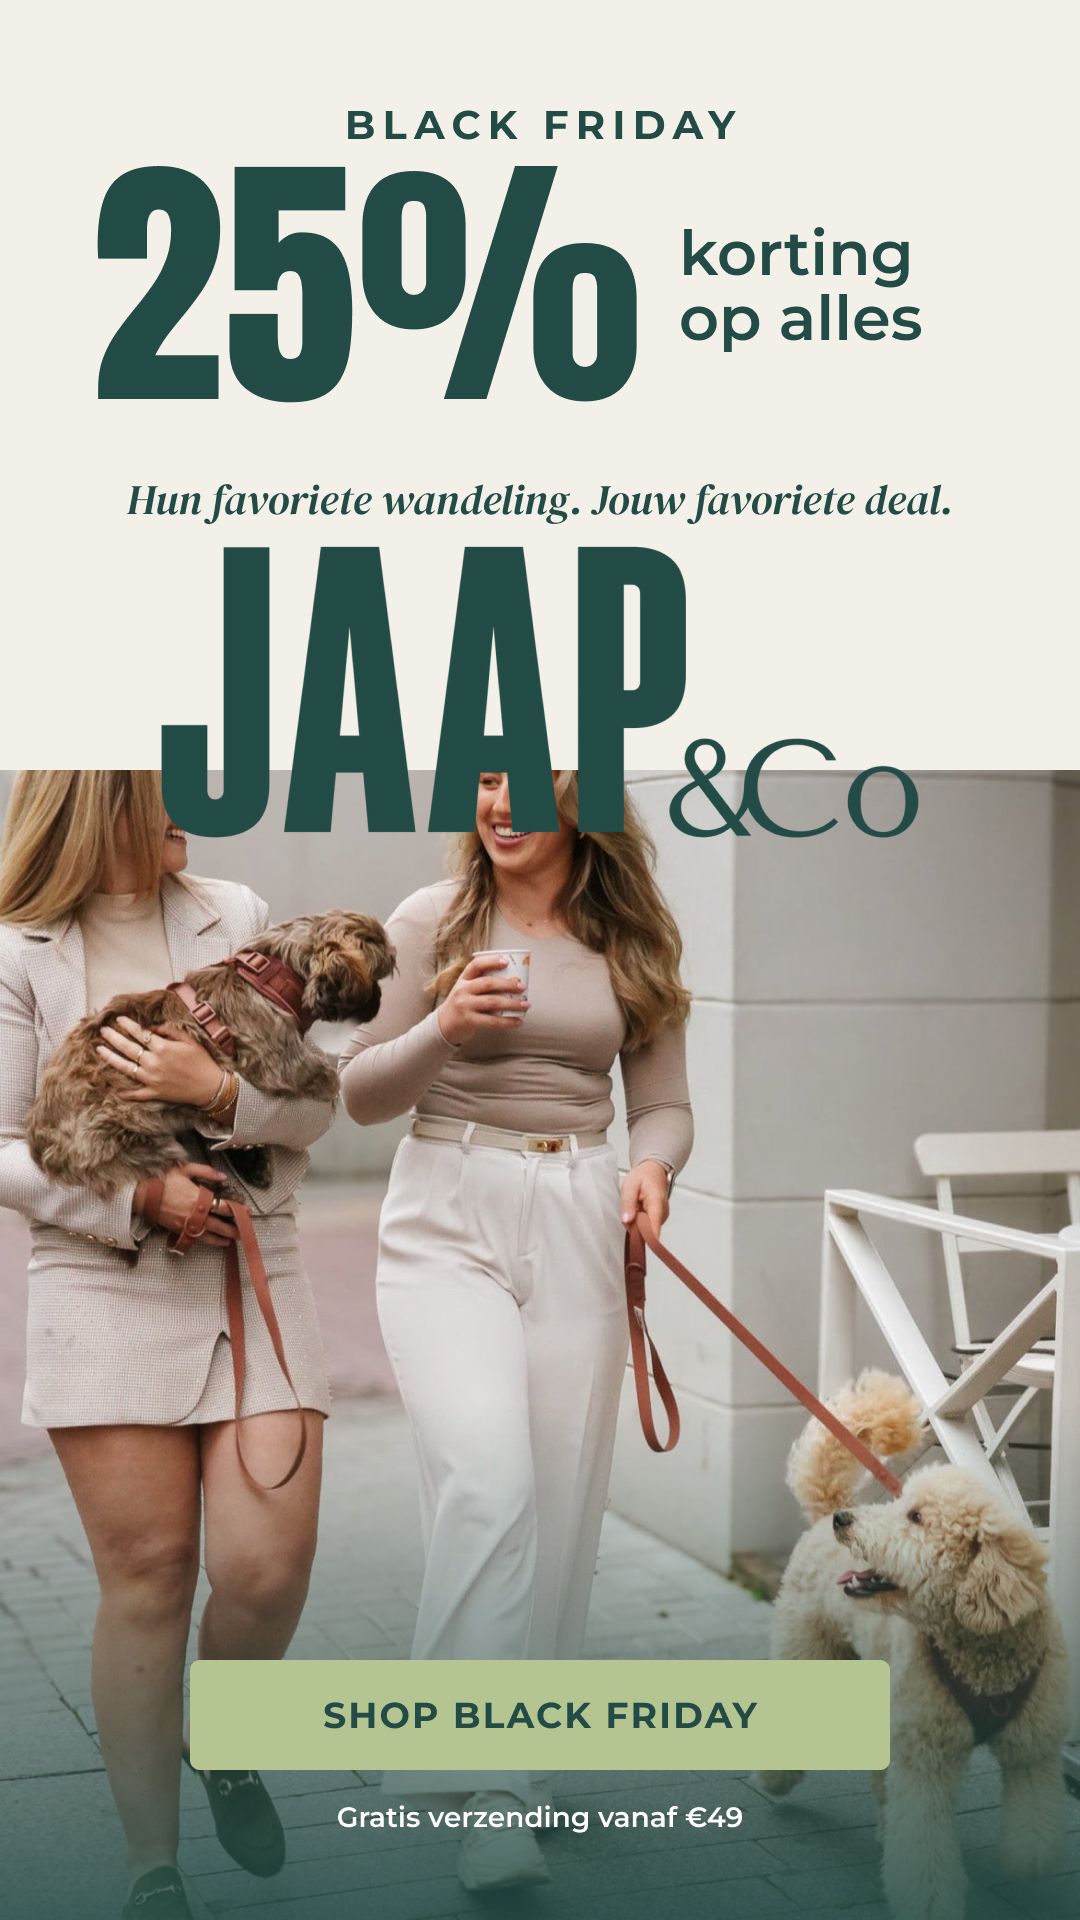 BLACK FRIDAY
25% korting
op alles
Hun favoriete wandeling. Jouw favoriete deal.
JAAP &Co
SHOP BLACK FRIDAY
Gratis verzending vanaf €49